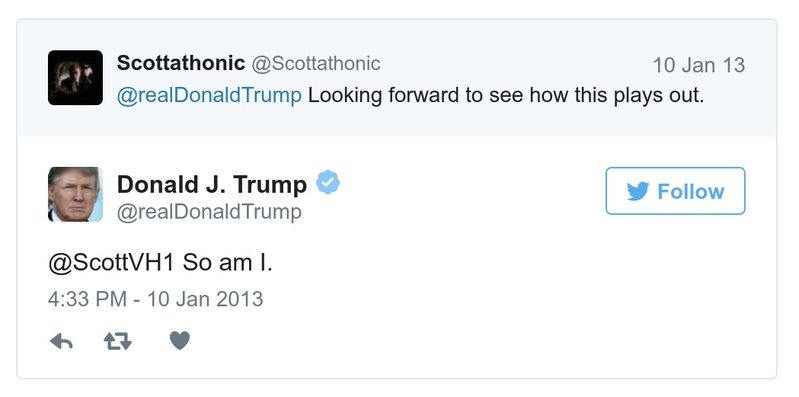 Scottathonic @Scottathonic 10 Jan 13
@realDonaldTrump Looking forward to see how this plays out.
Donald J. Trump
@realDonaldTrump
Follow
@ScottVH1 So am I.
4:33 PM - 10 Jan 2013